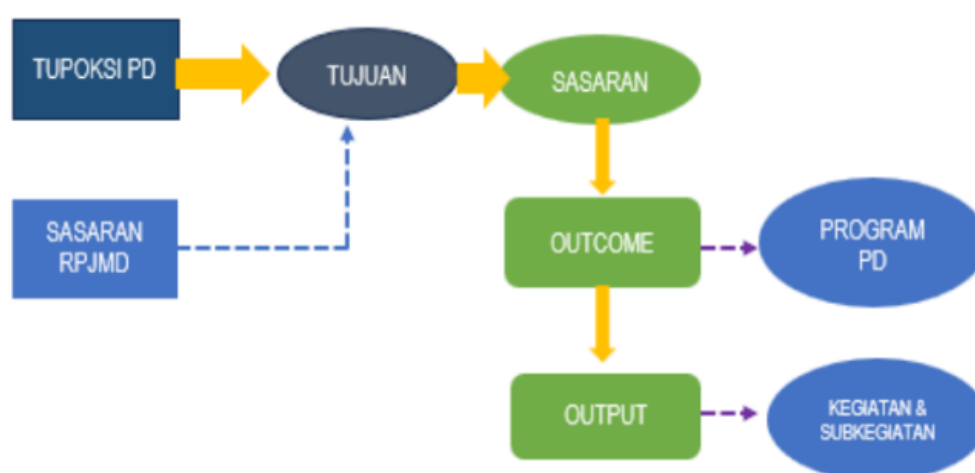 TUPOKSI PD
TUJUAN
SASARAN
SASARAN
RPJMD
OUTCOME
PROGRAM
PD
OUTPUT
KEGIATAN &
SUBKEGIATAN